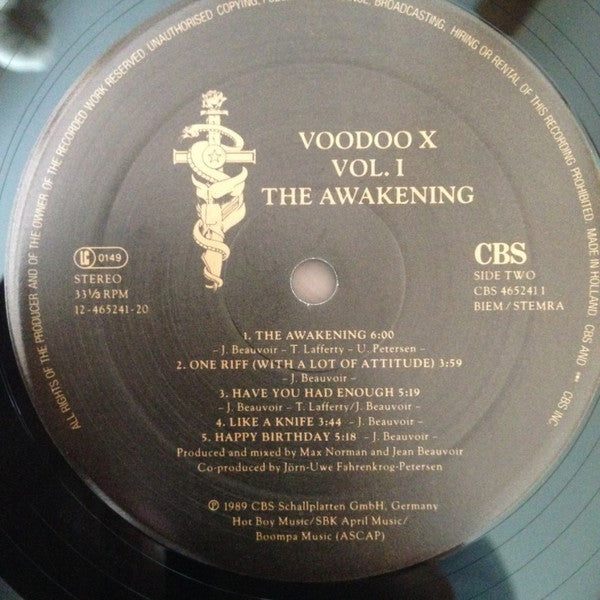 ALL RIGHTS OF THE PRODUCER AND OF THE OWNER OF THE RECORDED WORK RESERVED. UNAUTHORISED COPYING, BROADCASTING. HIRING OR RENTAL OF THIS RECORDING PROHIBITED. MADE IN HOLLAND. CBS AND CBS INC
VOODOO X
VOL. I
THE AWAKENING
0149
STEREO
33⅓ RPM
12-465241-20
CBS
SIDE TWO
CBS 465241 1
BIEM/STEMRA
1. THE AWAKENING 6:00
– J. Beauvoir – T. Lafferty – U. Petersen –
2. ONE RIFF (WITH A LOT OF ATTITUDE) 3:59
– J. Beauvoir –
3. HAVE YOU HAD ENOUGH 5:19
– J. Beauvoir – T. Lafferty/J. Beauvoir –
4. LIKE A KNIFE 3:44 – J. Beauvoir –
5. HAPPY BIRTHDAY 5:18 – J. Beauvoir –
Produced and mixed by Max Norman and Jean Beauvoir
Co-produced by Jörn-Uwe Fahrenkrog-Petersen
℗ 1989 CBS Schallplatten GmbH, Germany
Hot Boy Music/SBK April Music/
Boompa Music (ASCAP)